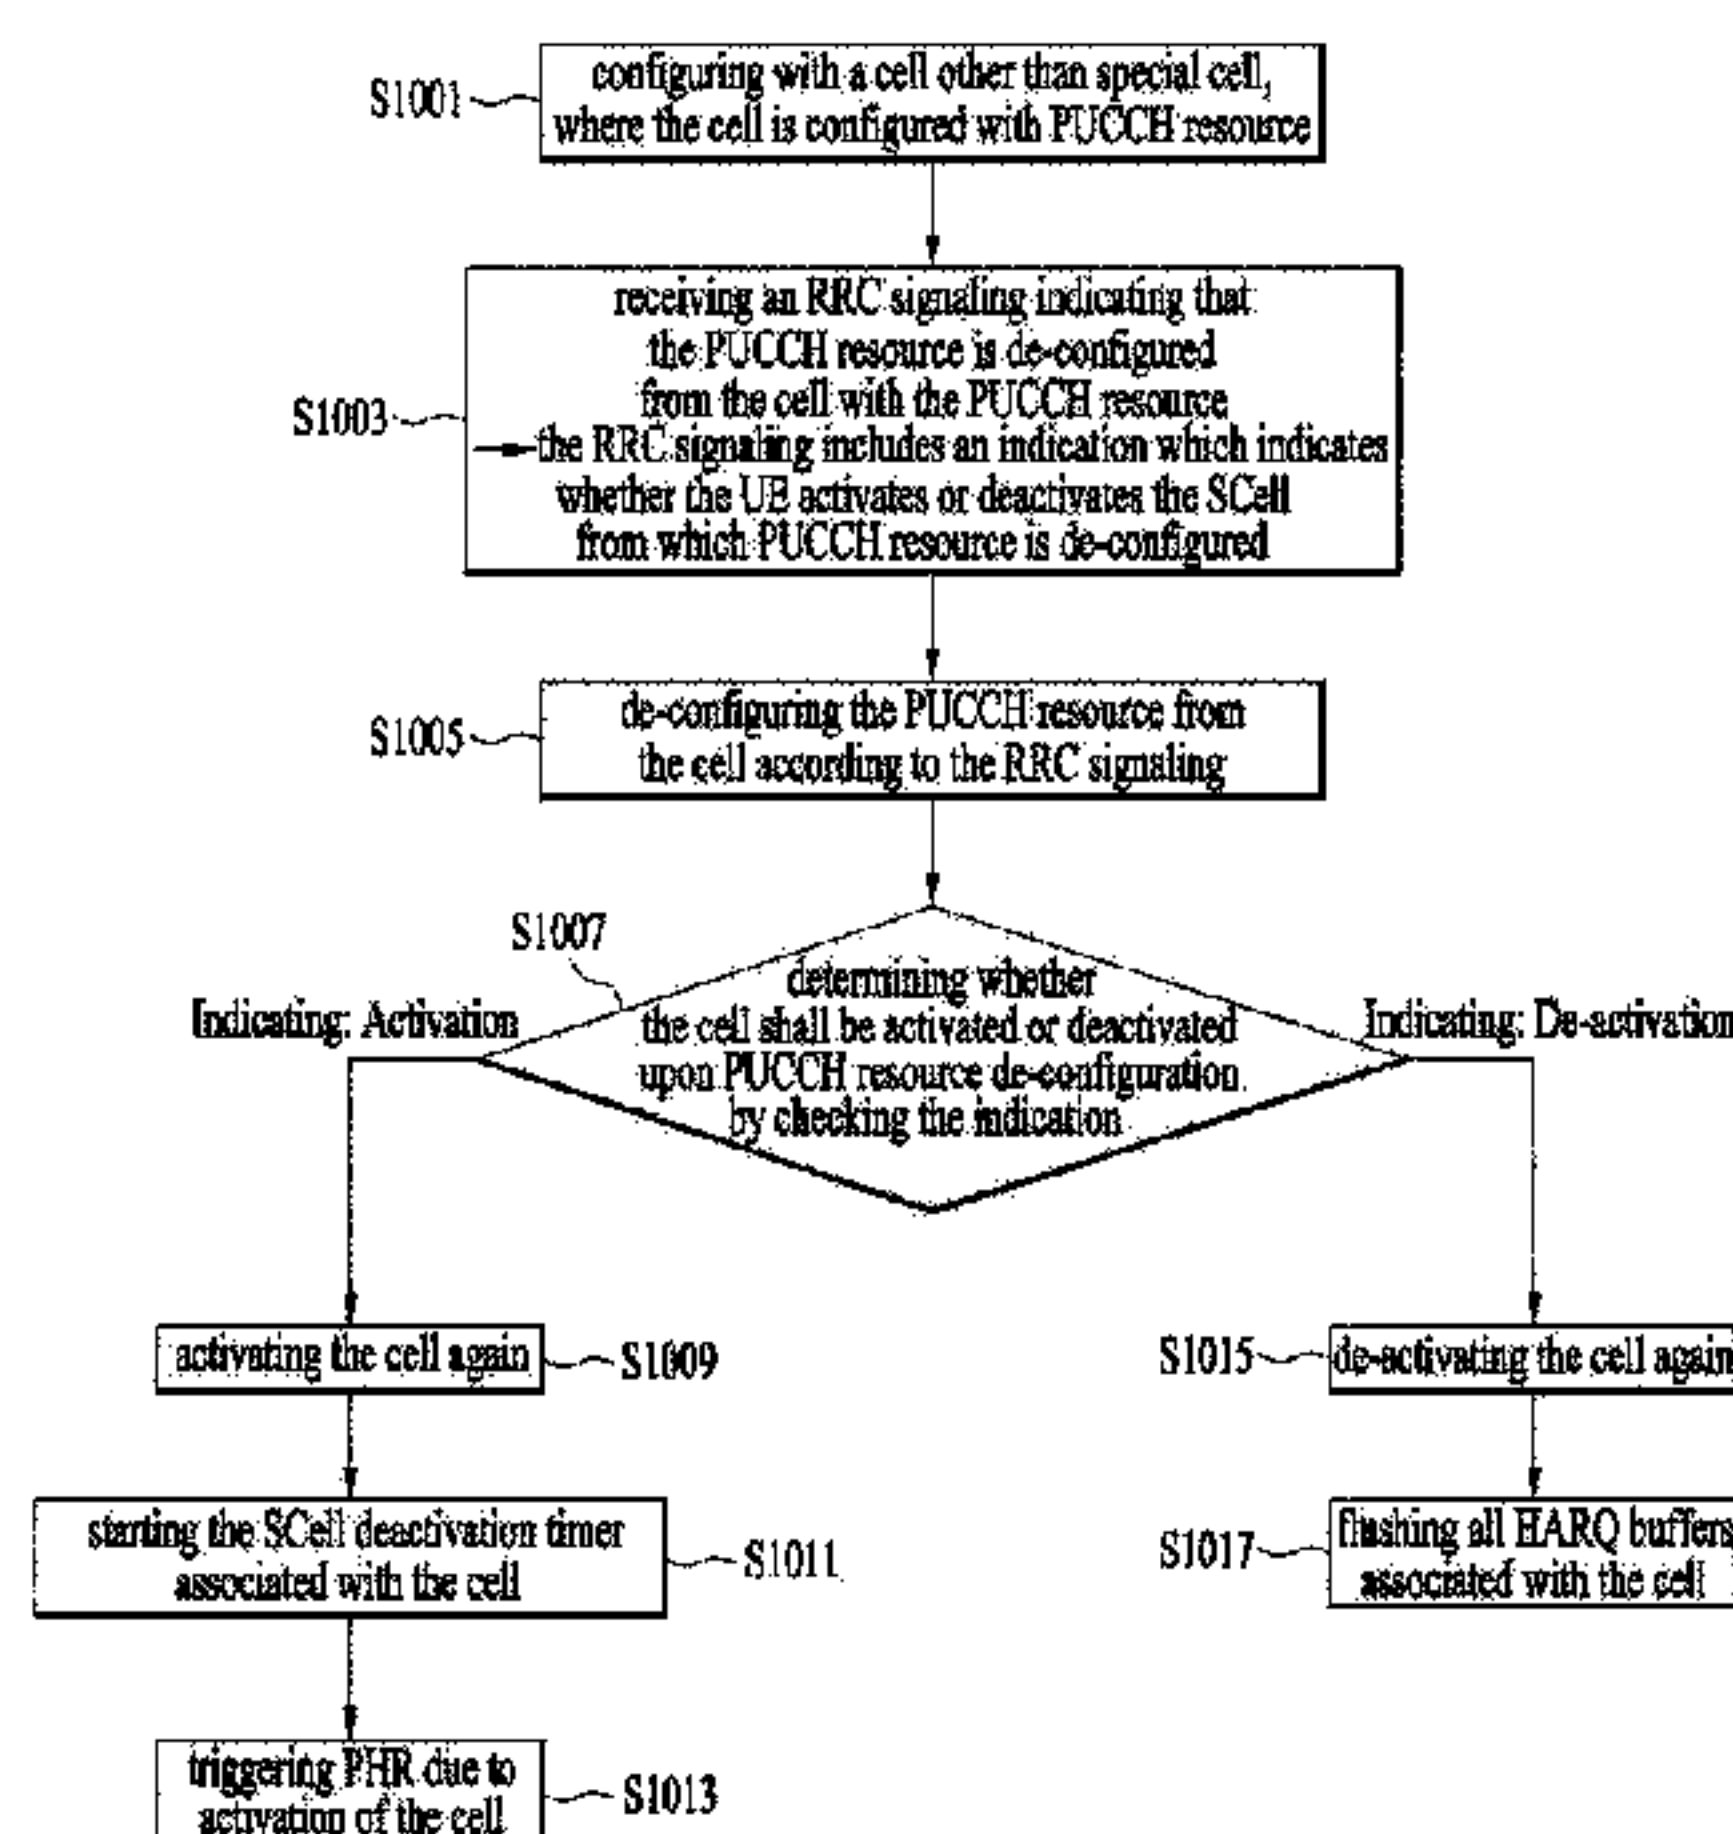 S1001
configuring with a cell other than special cell,
where the cell is configured with PUCCH resource
S1003
receiving an RRC signaling indicating that
the PUCCH resource is de-configured
from the cell with the PUCCH resource
the RRC signaling includes an indication which indicates
whether the UE activates or deactivates the SCell
from which PUCCH resource is de-configured
S1005
de-configuring the PUCCH resource from
the cell according to the RRC signaling
S1007
determining whether
the cell shall be activated or deactivated
upon PUCCH resource de-configuration
by checking the indication
Indicating: Activation
Indicating: De-activation
activating the cell again
S1009
S1015
de-activating the cell again
starting the SCell deactivation timer
associated with the cell
S1011
S1017
flushing all HARQ buffers
associated with the cell
triggering PHR due to
activation of the cell
S1013